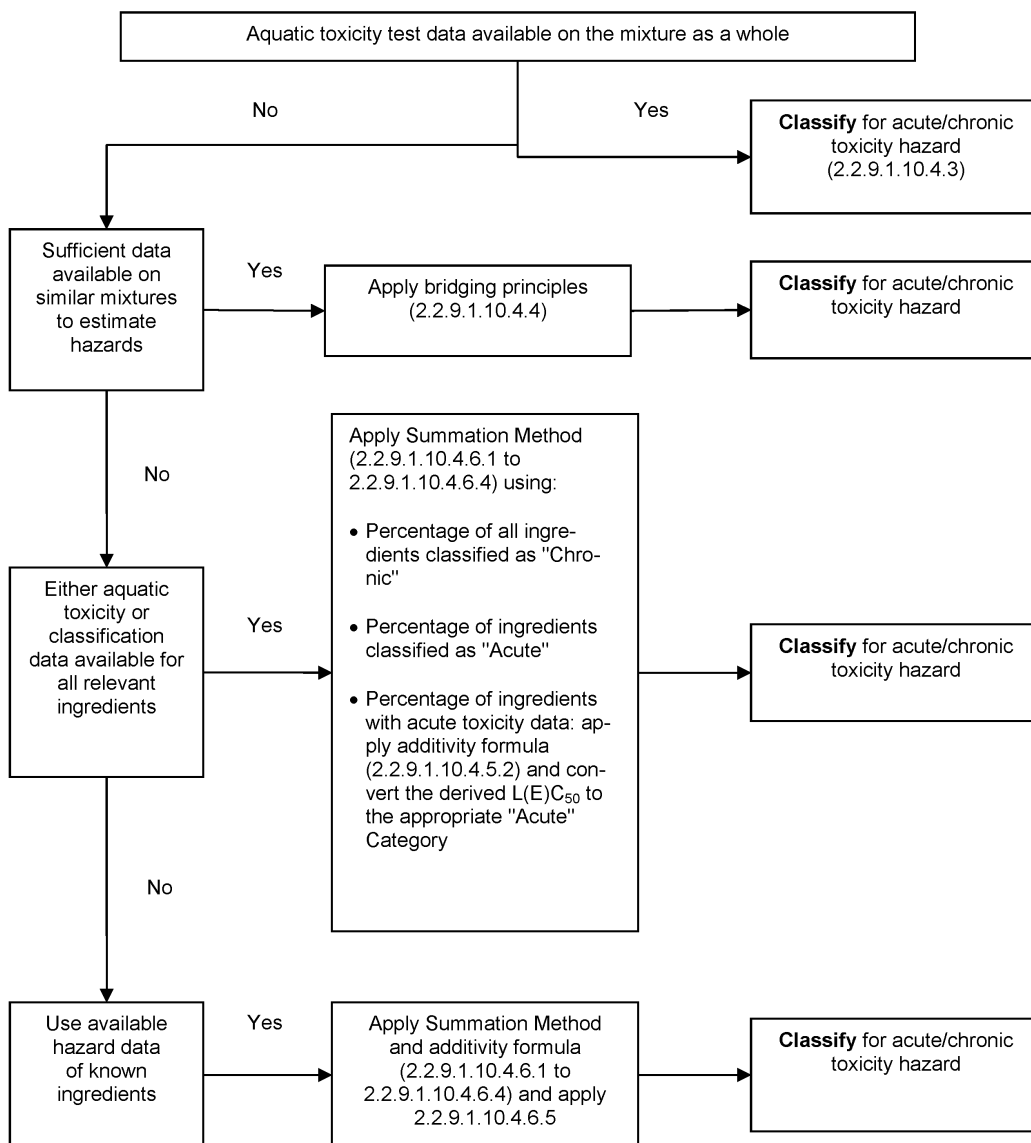 Aquatic toxicity test data available on the mixture as a whole
No
Yes
Classify for acute/chronic
toxicity hazard
(2.2.9.1.10.4.3)
Sufficient data
available on
similar mixtures
to estimate
hazards
Yes
Apply bridging principles
(2.2.9.1.10.4.4)
Classify for acute/chronic
toxicity hazard
No
Either aquatic
toxicity or
classification
data available for
all relevant
ingredients
Yes
Apply Summation Method
(2.2.9.1.10.4.6.1 to
2.2.9.1.10.4.6.4) using:
• Percentage of all ingre-
dients classified as "Chro-
nic"
• Percentage of ingredients
classified as "Acute"
• Percentage of ingredients
with acute toxicity data: ap-
ply additivity formula
(2.2.9.1.10.4.5.2) and con-
vert the derived L(E)C₅₀ to
the appropriate "Acute"
Category
Classify for acute/chronic
toxicity hazard
No
Use available
hazard data
of known
ingredients
Yes
Apply Summation Method
and additivity formula
(2.2.9.1.10.4.6.1 to
2.2.9.1.10.4.6.4) and apply
2.2.9.1.10.4.6.5
Classify for acute/chronic
toxicity hazard